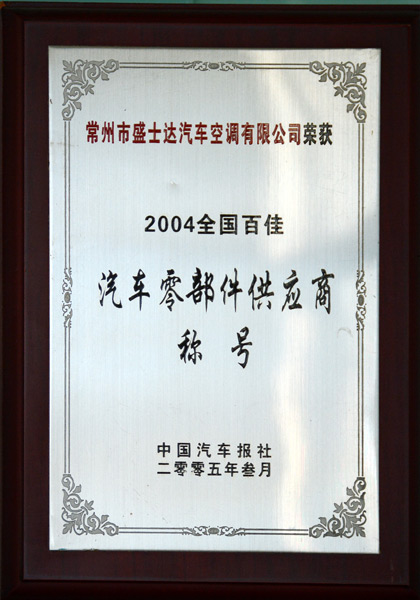 常州市盛士达汽车空调有限公司荣获
2004全国百佳
汽车零部件供应商
称号
中国汽车报社
二零零五年叁月